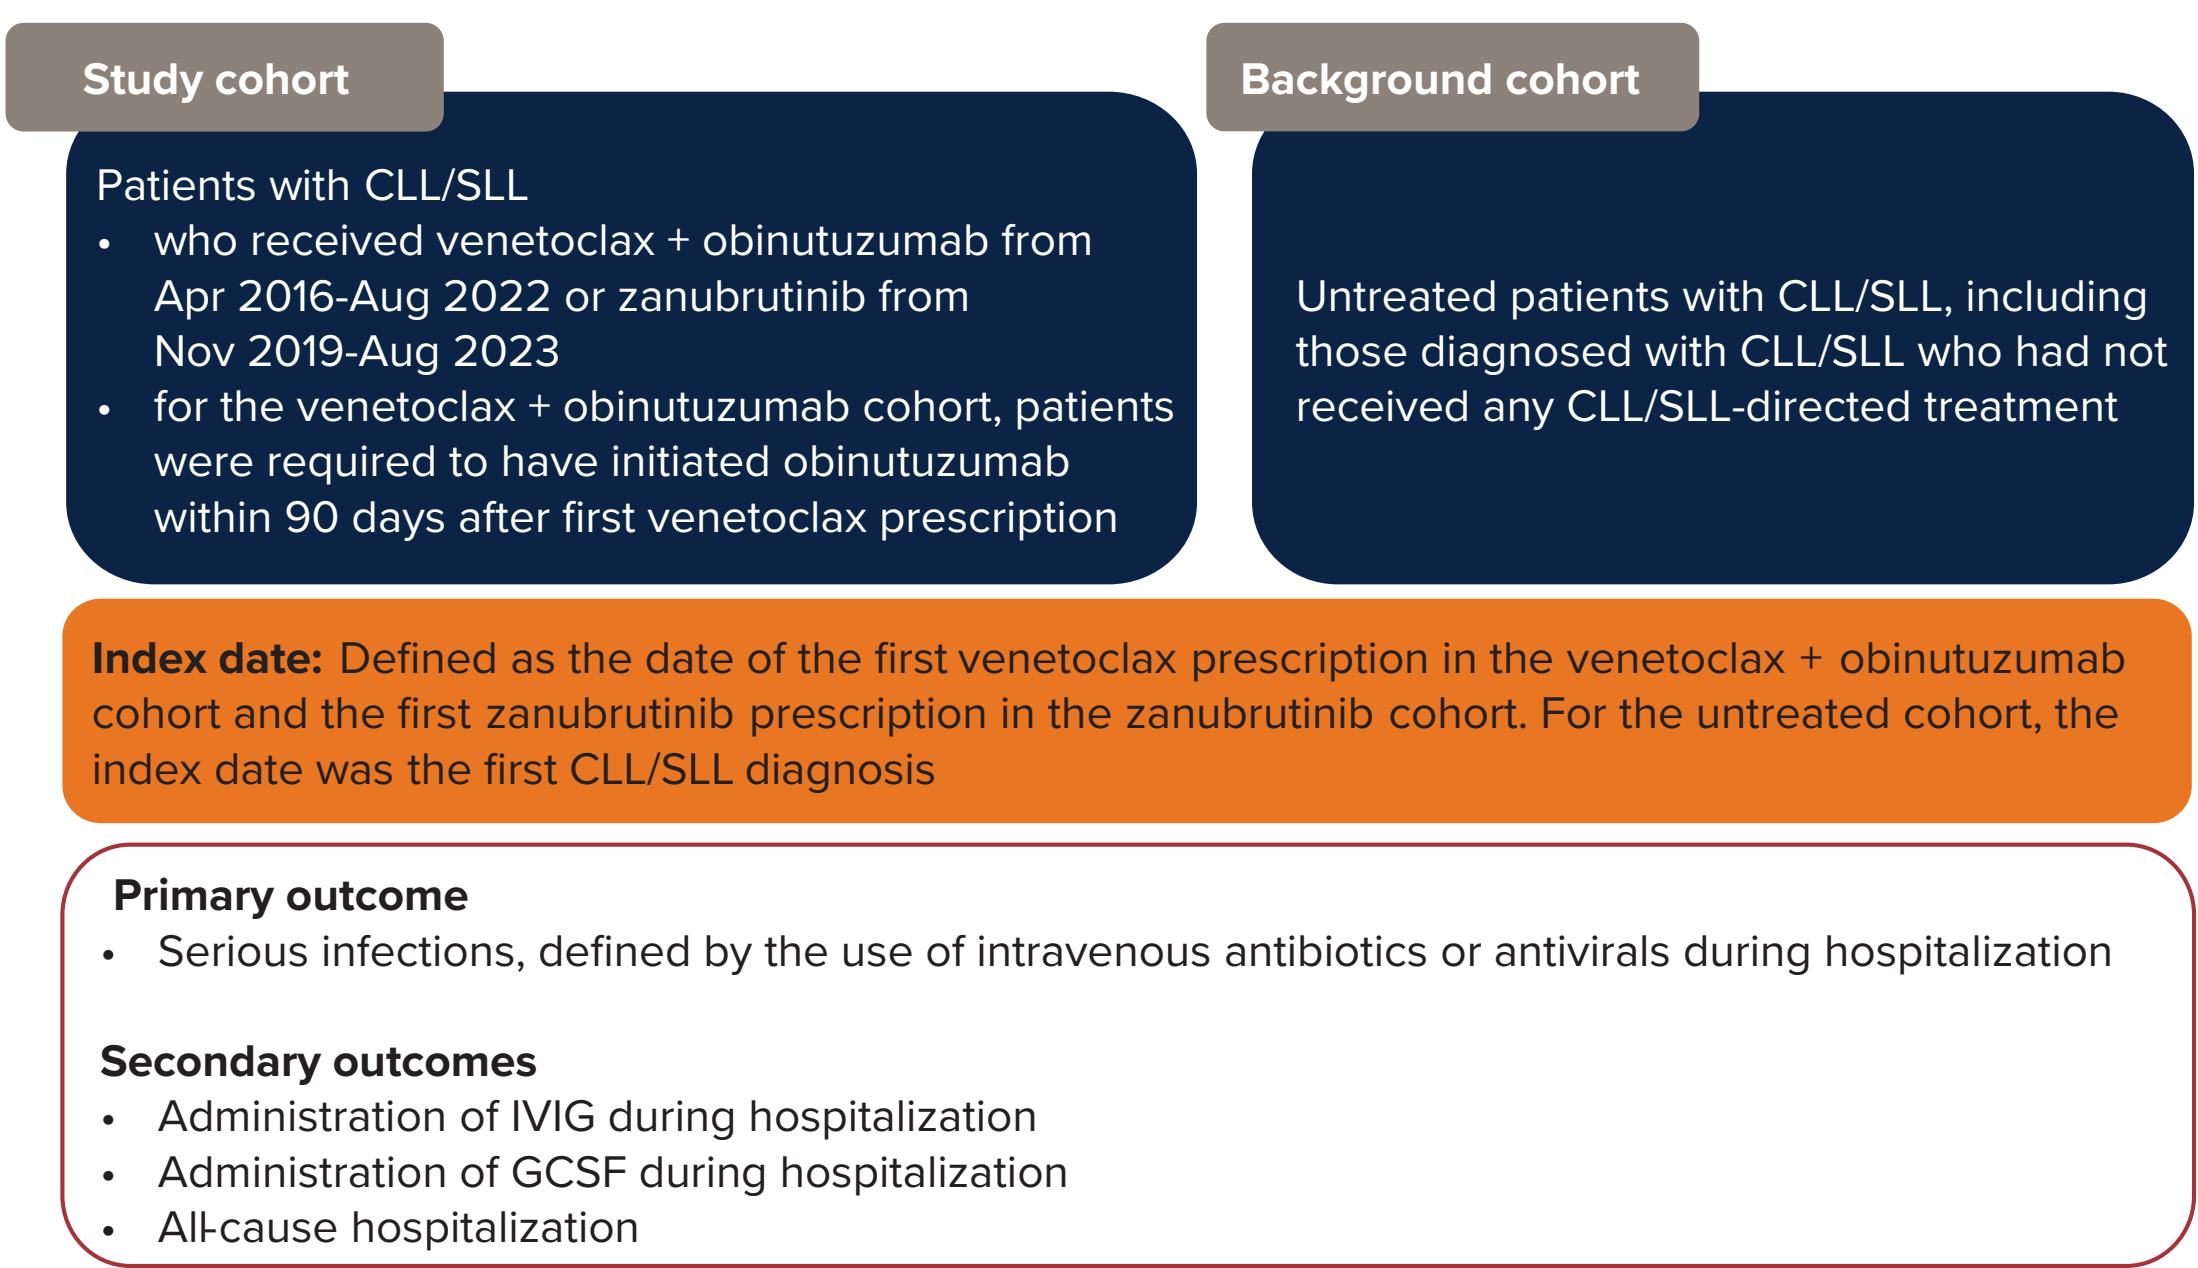 Study cohort
Patients with CLL/SLL
• who received venetoclax + obinutuzumab from
Apr 2016-Aug 2022 or zanubrutinib from
Nov 2019-Aug 2023
• for the venetoclax + obinutuzumab cohort, patients
were required to have initiated obinutuzumab
within 90 days after first venetoclax prescription
Background cohort
Untreated patients with CLL/SLL, including
those diagnosed with CLL/SLL who had not
received any CLL/SLL-directed treatment
Index date: Defined as the date of the first venetoclax prescription in the venetoclax + obinutuzumab
cohort and the first zanubrutinib prescription in the zanubrutinib cohort. For the untreated cohort, the
index date was the first CLL/SLL diagnosis
Primary outcome
• Serious infections, defined by the use of intravenous antibiotics or antivirals during hospitalization
Secondary outcomes
• Administration of IVIG during hospitalization
• Administration of GCSF during hospitalization
• All-cause hospitalization